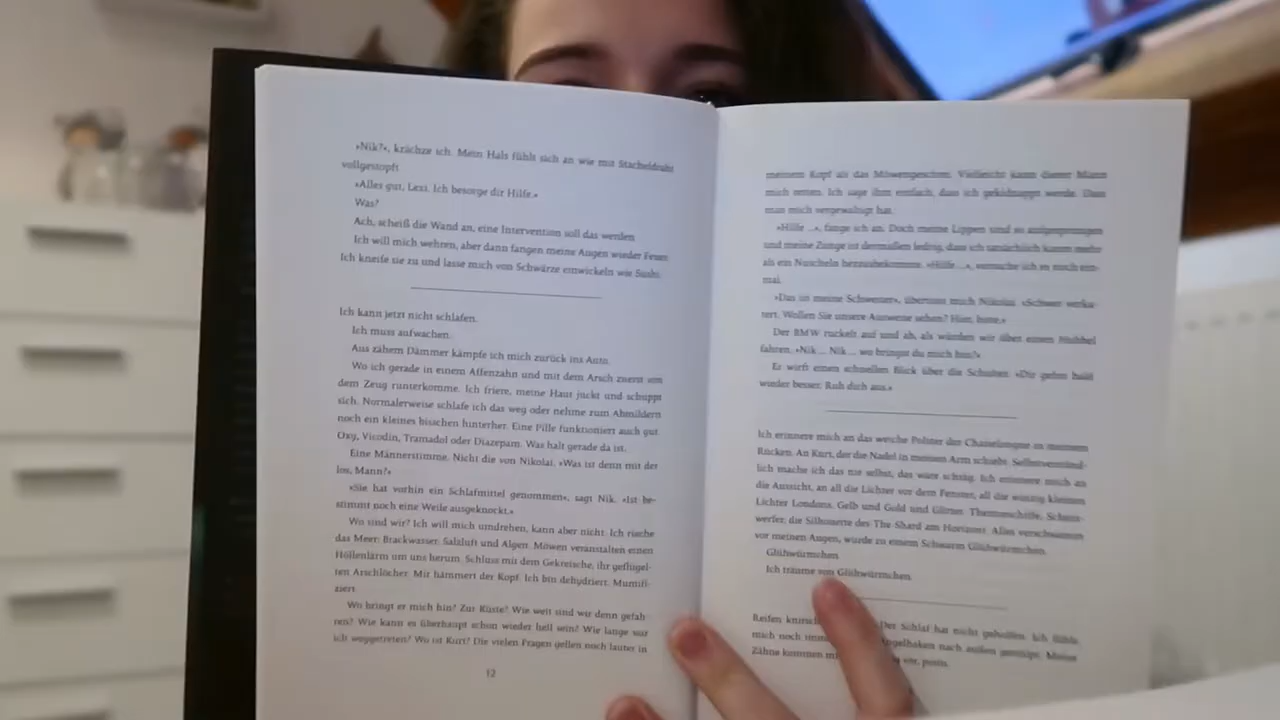 »Nik?«, krächze ich. Mein Hals fühlt sich an wie mit Stacheldraht
vollgestopft.
»Alles gut, Lexi. Ich besorge dir Hilfe.«
Was?
Ach, scheiß die Wand an, eine Intervention soll das werden
Ich will mich wehren, aber dann fangen meine Augen wieder Feuer.
Ich kneife sie zu und lasse mich von Schwärze einwickeln wie Sushi.
Ich kann jetzt nicht schlafen.
Ich muss aufwachen.
Aus zähem Dämmer kämpfe ich mich zurück ins Auto.
Wo ich gerade in einem Affenzahn und mit dem Arsch zuerst von
dem Zeug runterkomme. Ich friere, meine Haut juckt und schuppt
sich. Normalerweise schlafe ich das weg oder nehme zum Abmildern
noch ein kleines bisschen hinterher. Eine Pille funktioniert auch gut.
Oxy, Vicodin, Tramadol oder Diazepam. Was halt gerade da ist.
Eine Männerstimme. Nicht die von Nikolai. »Was ist denn mit der
los, Mann?«
»Sie hat vorhin ein Schlafmittel genommen«, sagt Nik. »Ist be-
stimmt noch eine Weile ausgeknockt.«
Wo sind wir? Ich will mich umdrehen, kann aber nicht. Ich rieche
das Meer: Brackwasser. Salzluft und Algen. Möwen veranstalten einen
Höllenlärm um uns herum. Schluss mit dem Gekreische, ihr geflügel-
ten Arschlöcher. Mir hämmert der Kopf. Ich bin dehydriert. Mumifi-
ziert.
Wo bringt er mich hin? Zur Küste? Wie weit sind wir denn gefah-
ren? Wie kann es überhaupt schon wieder hell sein? Wie lange war
ich weggetreten? Wo ist Kurt? Die vielen Fragen gellen noch lauter in
12
meinem Kopf als das Möwengeschrei. Vielleicht kann dieser Mann
mich retten. Ich sage ihm einfach, dass ich gekidnappt werde. Dass
man mich vergewaltigt hat.
»Hilfe ...«, fange ich an. Doch meine Lippen sind so aufgesprungen
und meine Zunge ist dermaßen ledrig, dass ich tatsächlich kaum mehr
als ein Nuscheln herausbekomme. »Hilfe ...«, versuche ich es noch ein-
mal.
»Das ist meine Schwester«, übertönt mich Nikolai. »Schwer verka-
tert. Wollen Sie unsere Ausweise sehen? Hier, bitte.«
Der BMW ruckelt auf und ab, als würden wir über einen Hubbel
fahren. »Nik ... Nik ... wo bringst du mich hin?«
Er wirft einen schnellen Blick über die Schulter. »Dir gehts bald
wieder besser. Ruh dich aus.«
Ich erinnere mich an das weiche Polster der Chaiselongue in meinem
Rücken. An Kurt, der die Nadel in meinen Arm schiebt. Selbstverständ-
lich mache ich das nie selbst, das wäre schräg. Ich erinnere mich an
die Aussicht, an all die Lichter vor dem Fenster, all die winzig kleinen
Lichter Londons. Gelb und Gold und Glitzer. Themseschiffe, Schein-
werfer, die Silhouette des The Shard am Horizont. Alles verschwamm
vor meinen Augen, wurde zu einem Schwarm Glühwürmchen.
Glühwürmchen.
Ich träume von Glühwürmchen.
Reifen knirsch Der Schlaf hat nicht geholfen. Ich fühle
mich noch imm ngelhaken nach außen gestülpt. Meine
Zähne kommen mi vor, porös.